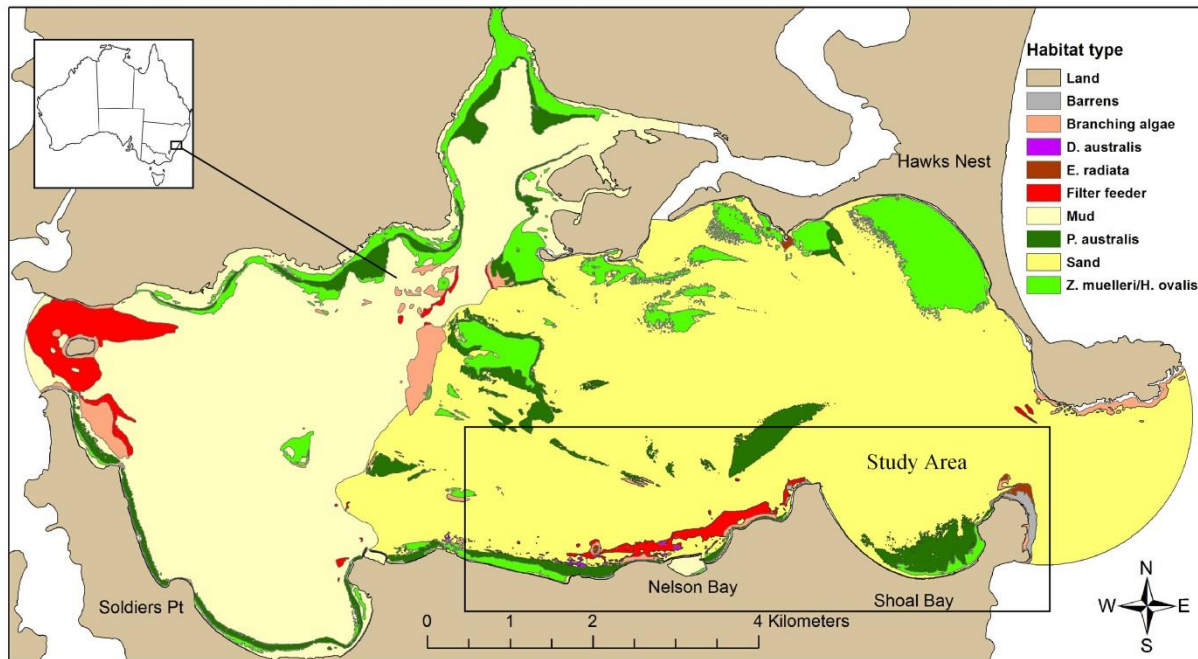 Habitat type
Land
Barrens
Branching algae
D. australis
E. radiata
Filter feeder
Mud
P. australis
Sand
Z. muelleri/H. ovalis
Hawks Nest
Study Area
Soldiers Pt
Nelson Bay
Shoal Bay
0 1 2 4 Kilometers
N
W E
S